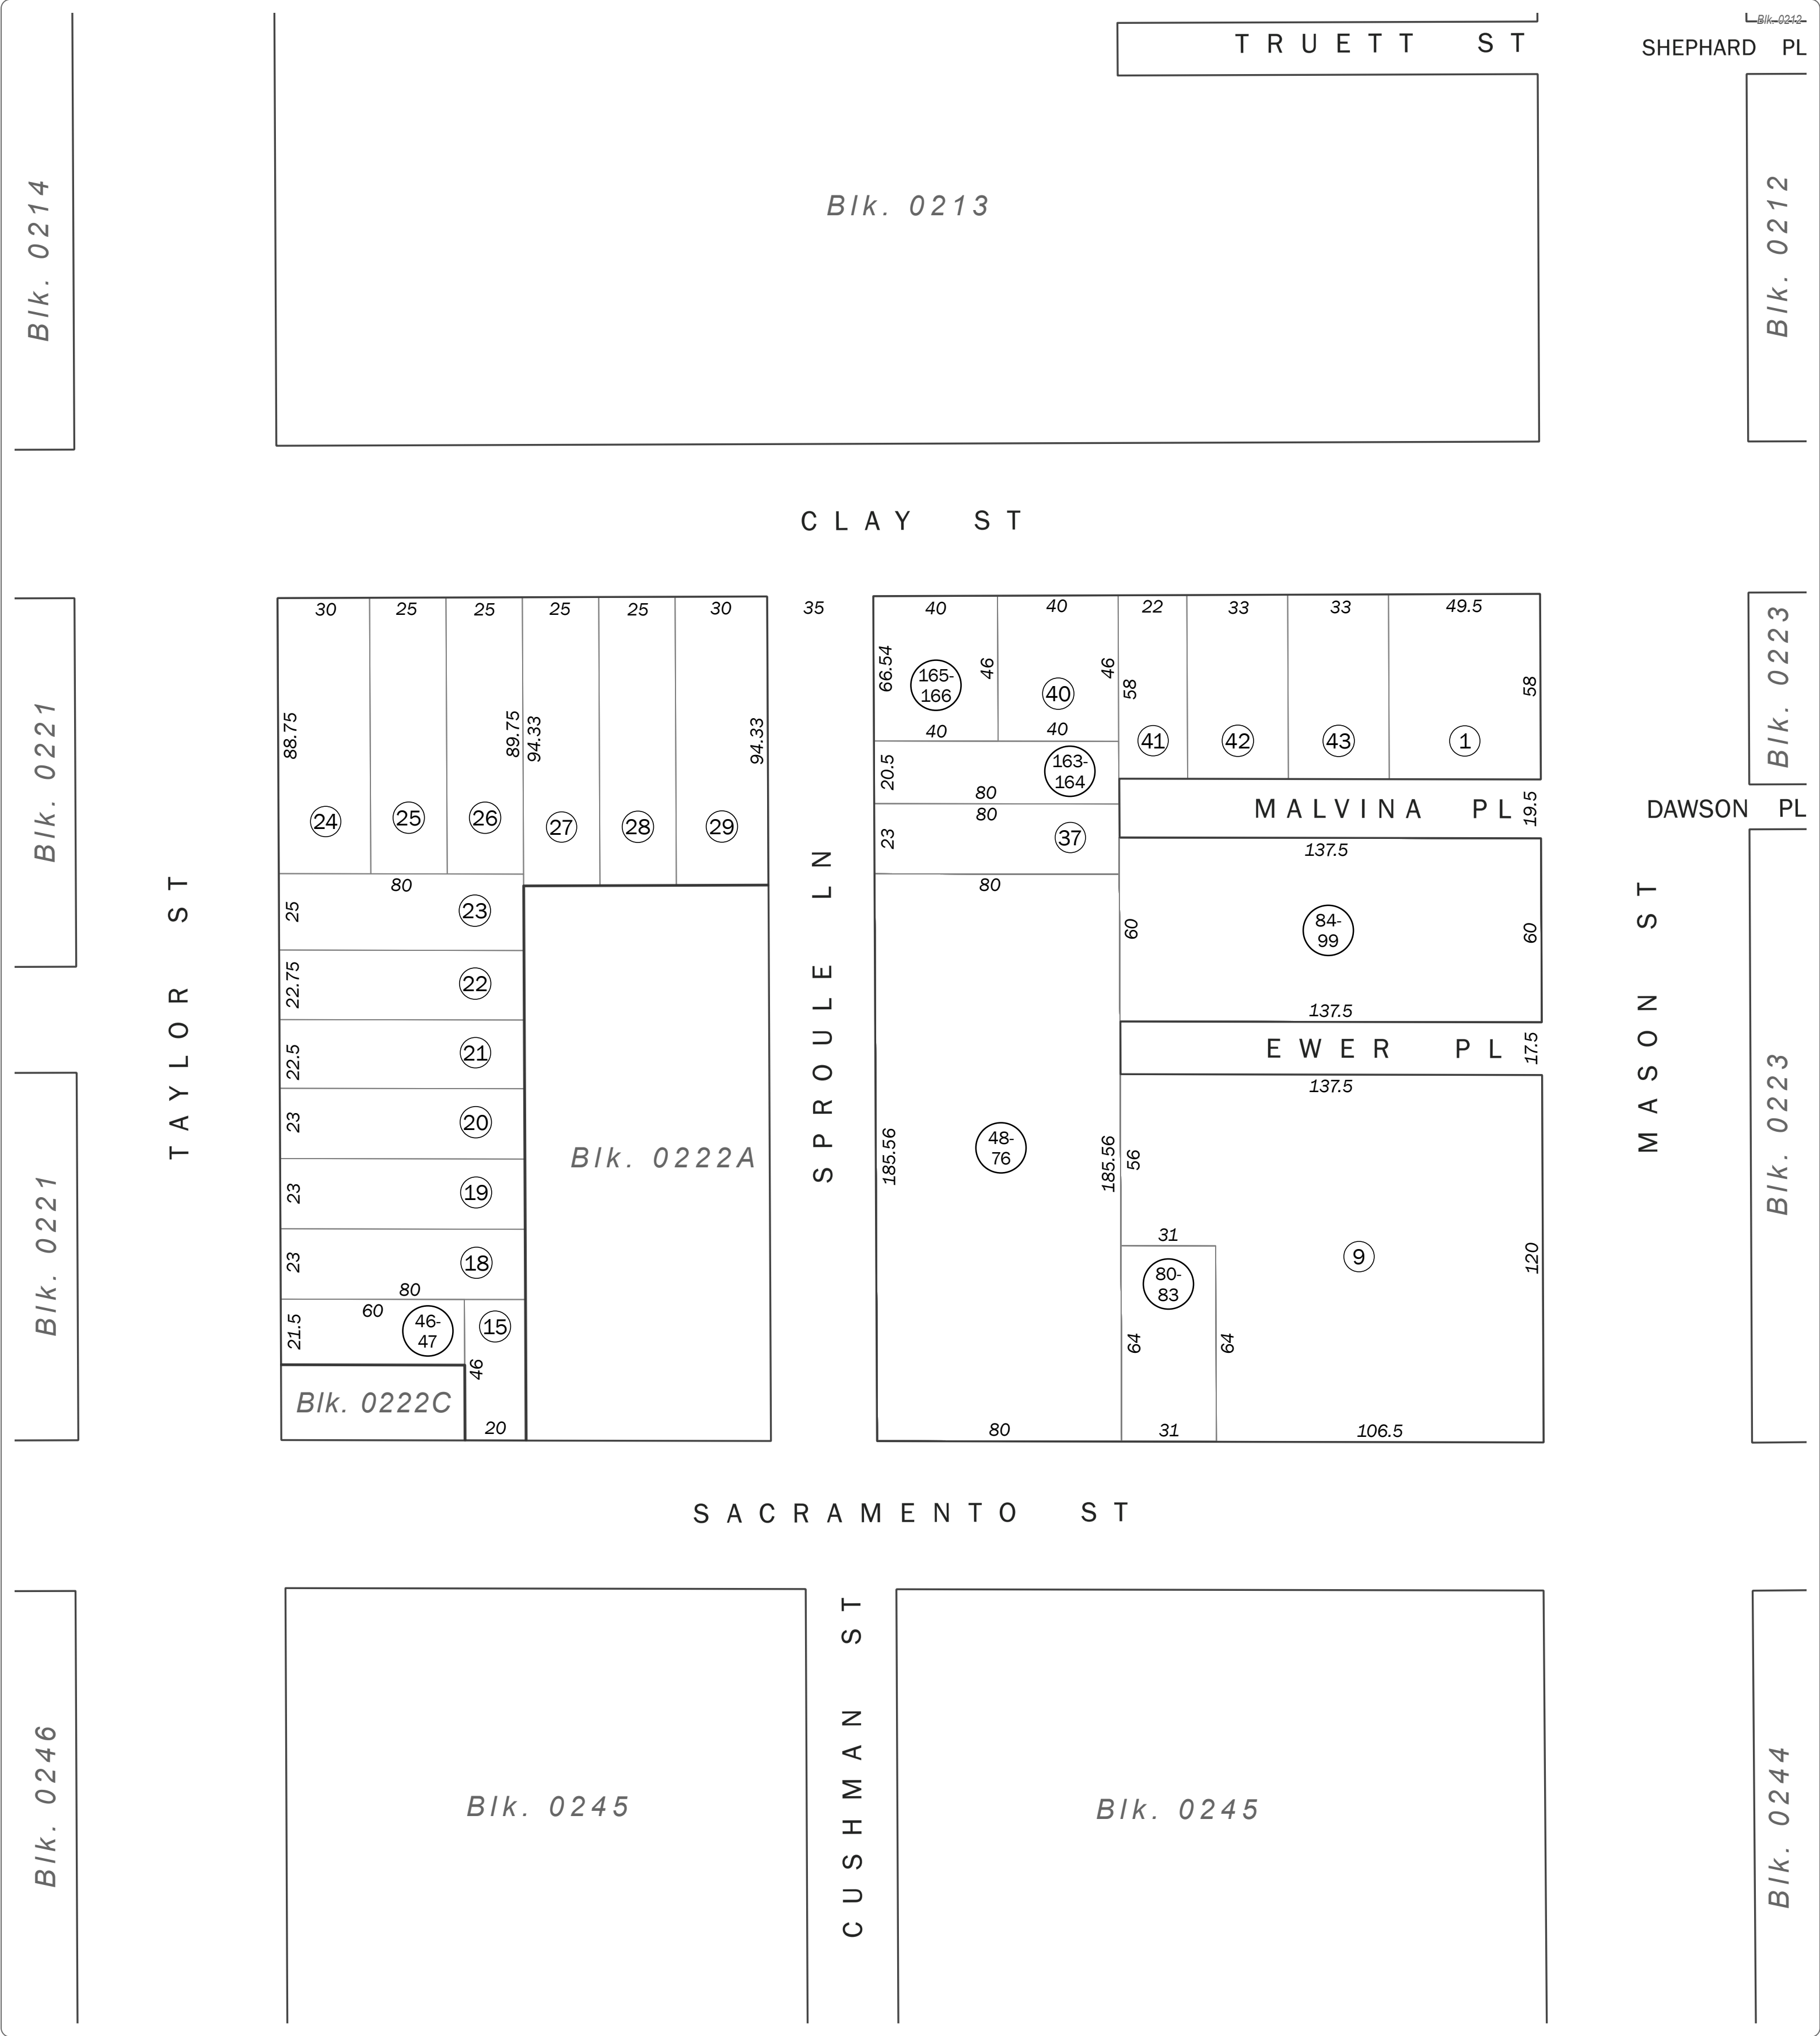 Blk. 0212
TRUETT ST
SHEPHARD PL
Blk. 0214
Blk. 0213
Blk. 0212
CLAY ST
30 25 25 25 25 30 35 40 40 22 33 33 49.5
Blk. 0221
88.75
89.75
94.33
94.33
66.54
165-
166
46
40
46
58
58
Blk. 0223
40 40
41 42 43 1
20.5
163-
164
80
24 25 26 27 28 29
MALVINA PL
19.5
DAWSON PL
80
23
37
137.5
80
80
25
23
60
84-
99
60
22.75
22
137.5
TAYLOR ST
SPROULE LN
MASON ST
22.5
21
EWER PL
17.5
137.5
23
20
Blk. 0222A
185.56
48-
76
185.56
56
Blk. 0223
23
19
Blk. 0221
23
18
80
31
9
120
80-
83
60
21.5
46-
47
15
46
64
64
Blk. 0222C
20
80
31
106.5
SACRAMENTO ST
CUSHMAN ST
Blk. 0246
Blk. 0245
Blk. 0245
Blk. 0244